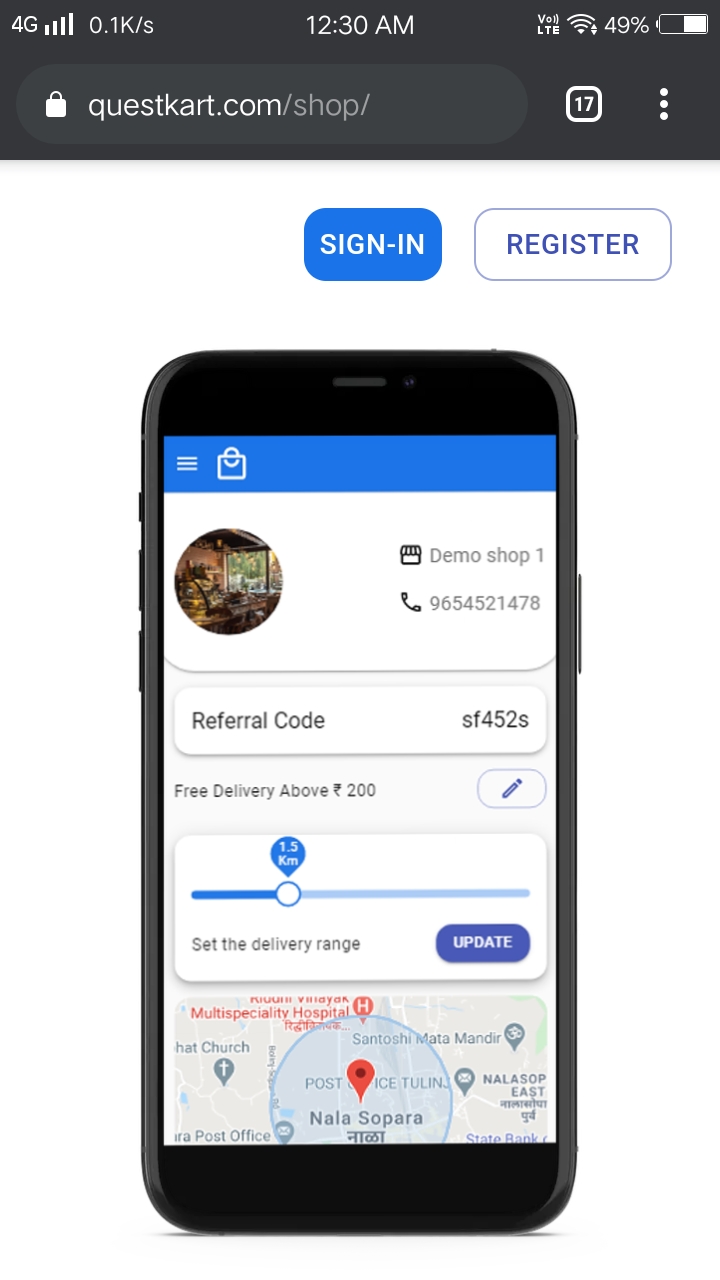 4G 0.1K/s 12:30 AM Vo)) LTE 49%
questkart.com/shop/ 17
SIGN-IN REGISTER
Demo shop 1
9654521478
Referral Code sf452s
Free Delivery Above ₹ 200
1.5
Km
Set the delivery range UPDATE
Riddhi Vinayak
Multispeciality Hospital H
Santoshi Mata Mandir
hat Church
POST ICE TULIN
NALASOP
EAST
नालासोपा
पुर्व
Nala Sopara
नाळा
ra Post Office
State Bank